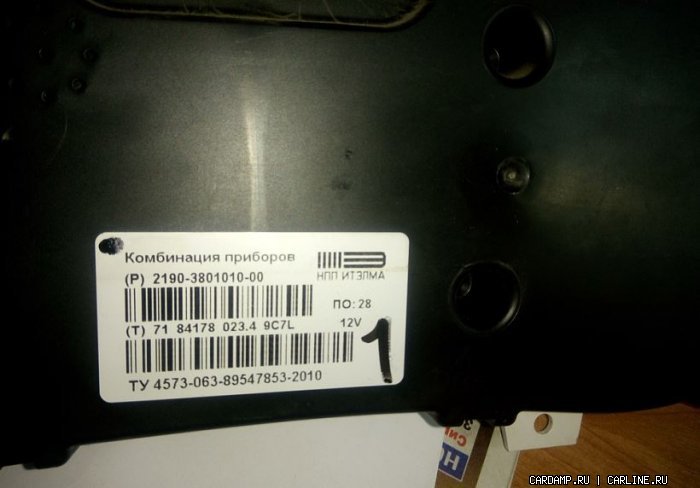 Комбинация приборов
НПП ИТЭЛМА
(P) 2190-3801010-00
ПО: 28
(T) 71 84178 023.4 9C7L
12V
1
ТУ 4573-063-89547853-2010
CARDAMP.RU | CARLINE.RU